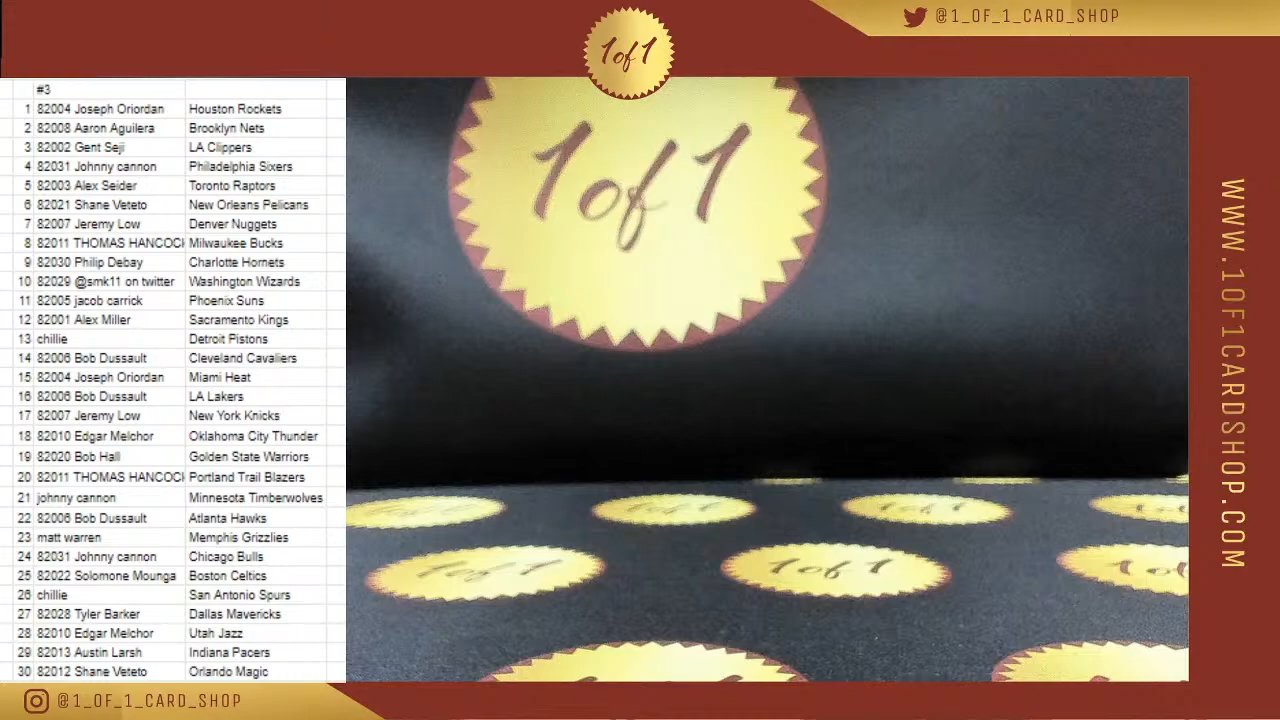 @1_OF_1_CARD_SHOP
1of1
#3
1 82004 Joseph Oriordan Houston Rockets
2 82008 Aaron Aguilera Brooklyn Nets
3 82002 Gent Seji LA Clippers
4 82031 Johnny cannon Philadelphia Sixers
5 82003 Alex Seider Toronto Raptors
6 82021 Shane Veteto New Orleans Pelicans
7 82007 Jeremy Low Denver Nuggets
8 82011 THOMAS HANCOCK Milwaukee Bucks
9 82030 Philip Debay Charlotte Hornets
10 82029 @smk11 on twitter Washington Wizards
11 82005 jacob carrick Phoenix Suns
12 82001 Alex Miller Sacramento Kings
13 chillie Detroit Pistons
14 82006 Bob Dussault Cleveland Cavaliers
15 82004 Joseph Oriordan Miami Heat
16 82006 Bob Dussault LA Lakers
17 82007 Jeremy Low New York Knicks
18 82010 Edgar Melchor Oklahoma City Thunder
19 82020 Bob Hall Golden State Warriors
20 82011 THOMAS HANCOCK Portland Trail Blazers
21 johnny cannon Minnesota Timberwolves
22 82006 Bob Dussault Atlanta Hawks
23 matt warren Memphis Grizzlies
24 82031 Johnny cannon Chicago Bulls
25 82022 Solomone Mounga Boston Celtics
26 chillie San Antonio Spurs
27 82028 Tyler Barker Dallas Mavericks
28 82010 Edgar Melchor Utah Jazz
29 82013 Austin Larsh Indiana Pacers
30 82012 Shane Veteto Orlando Magic
1of1
1of1
1of1
1of1
1of1
WWW.1OF1CARDSHOP.COM
@1_OF_1_CARD_SHOP